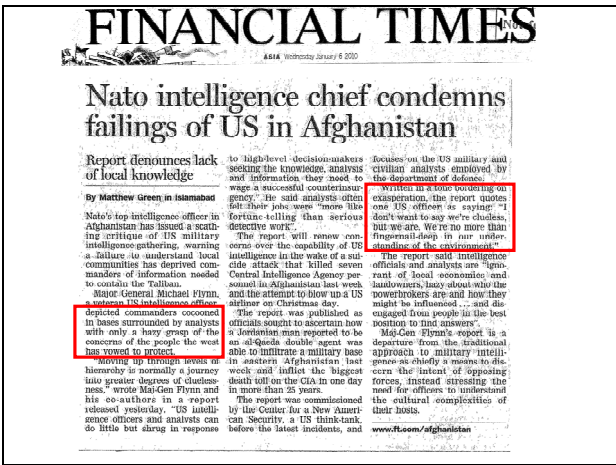 FINANCIAL TIMES
ASIA Wednesday January 6 2010
Nato intelligence chief condemns
failings of US in Afghanistan
Report denounces lack
of local knowledge
By Matthew Green in Islamabad
Nato's top intelligence officer in
Afghanistan has issued a scath-
ing critique of US military
intelligence gathering, warning
a failure to understand local
communities has deprived com-
manders of information needed
to contain the Taliban.
Major General Michael Flynn,
a veteran US intelligence officer,
depicted commanders cocooned
in bases surrounded by analysts
with only a hazy grasp of the
concerns of the people the west
has vowed to protect.
"Moving up through levels of
hierarchy is normally a journey
into greater degrees of clueless-
ness," wrote Maj-Gen Flynn and
his co-authors in a report
released yesterday. "US intelli-
gence officers and analysts can
do little but shrug in response
to high-level decision-makers
seeking the knowledge, analysis
and information they need to
wage a successful counterinsur-
gency." He said analysts often
felt their jobs were "more like
fortune-telling than serious
detective work".
The report will renew con-
cerns over the capability of US
intelligence in the wake of a sui-
cide attack that killed seven
Central Intelligence Agency per-
sonnel in Afghanistan last week
and the attempt to blow up a US
airliner on Christmas day.
The report was published as
officials sought to ascertain how
a Jordanian man reported to be
an al-Qaeda double agent was
able to infiltrate a military base
in eastern Afghanistan last
week and inflict the biggest
death toll on the CIA in one day
in more than 25 years.
The report was commissioned
by the Center for a New Ameri-
can Security, a US think-tank,
before the latest incidents, and
focuses on the US military and
civilian analysts employed by
the department of defence.
Written in a tone bordering on
exasperation, the report quotes
one US officer as saying: "I
don't want to say we're clueless,
but we are. We're no more than
fingernail-deep in our under-
standing of the environment."
The report said intelligence
officials and analysts are "igno-
rant of local economics and
landowners, hazy about who the
powerbrokers are and how they
might be influenced . . . and dis-
engaged from people in the best
position to find answers".
Maj-Gen Flynn's report is a
departure from the traditional
approach to military intelli-
gence as chiefly a means to dis-
cern the intent of opposing
forces, instead stressing the
need for officers to understand
the cultural complexities of
their hosts.
www.ft.com/afghanistan